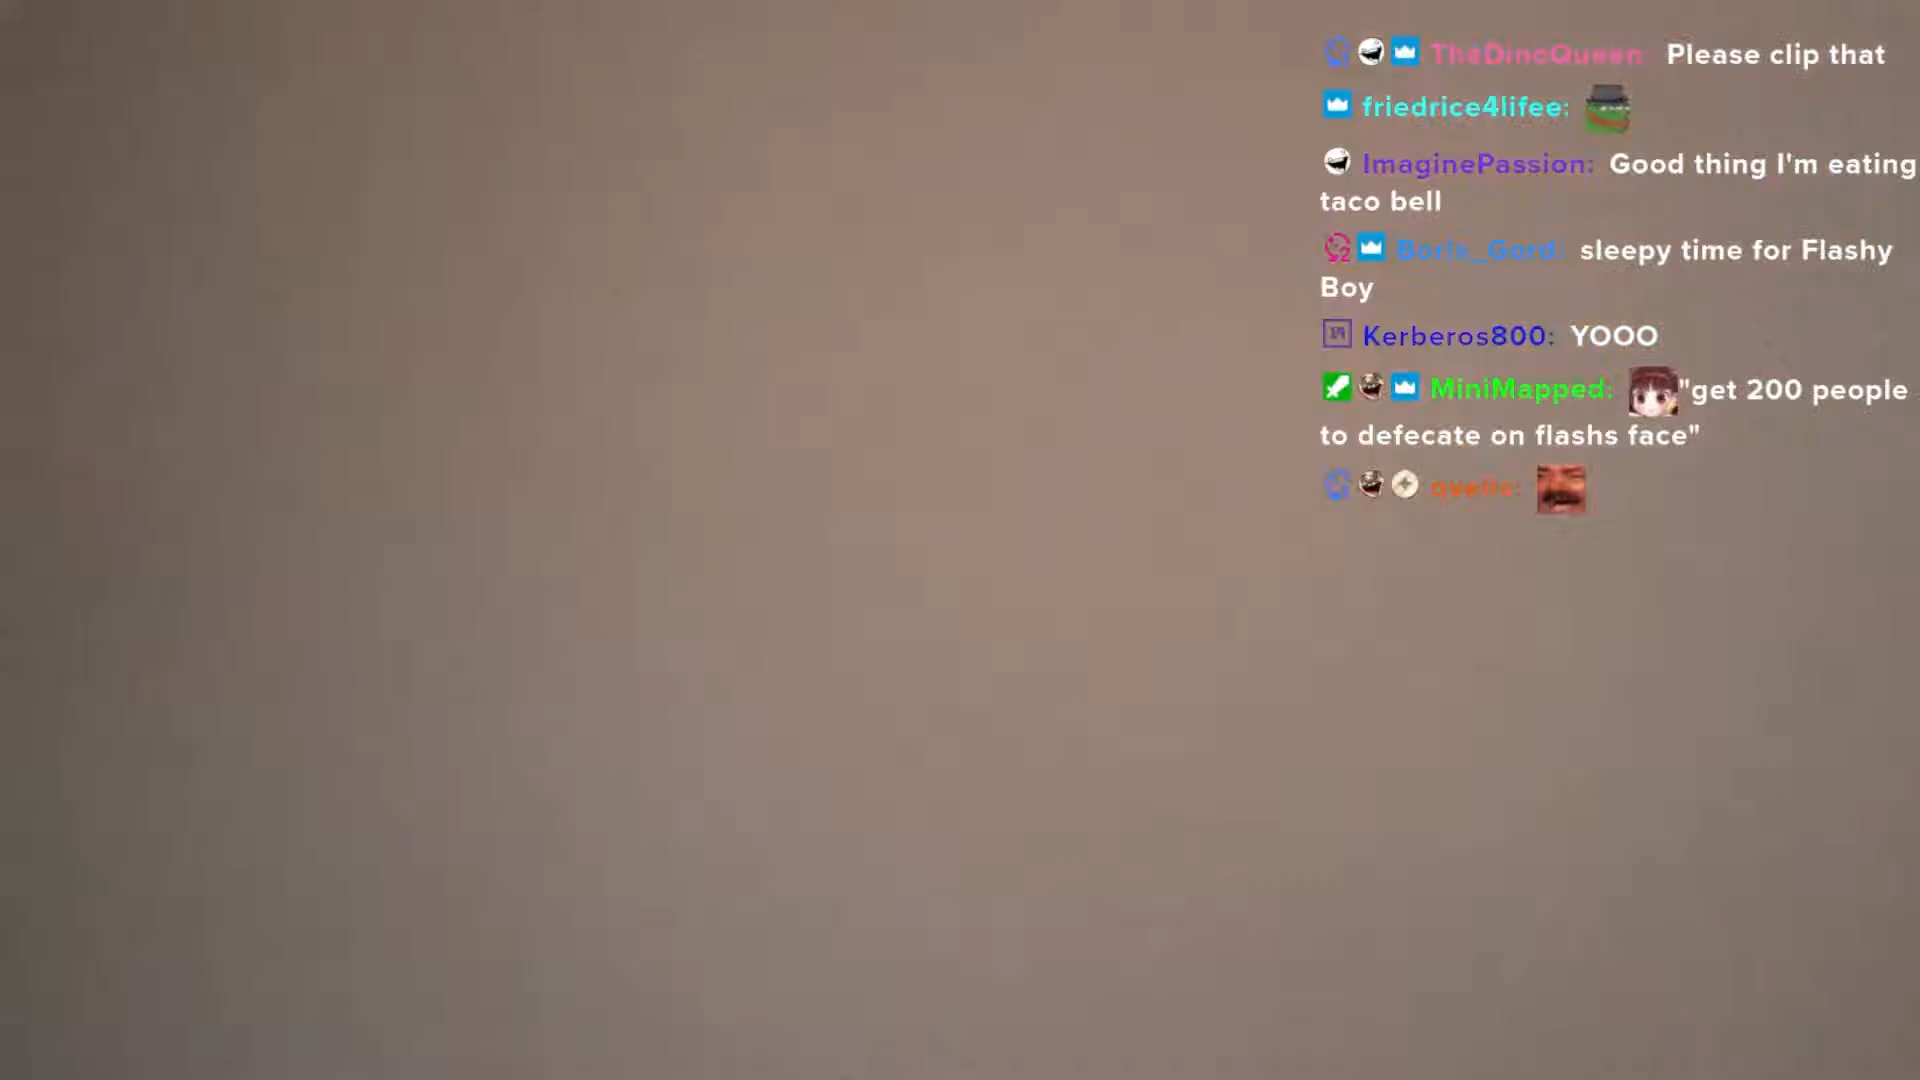 TheDinoQueen: Please clip that
friedrice4lifee:
ImaginePassion: Good thing I'm eating
taco bell
Boris_Gord: sleepy time for Flashy
Boy
Kerberos800: YOOO
MiniMapped: "get 200 people
to defecate on flashs face"